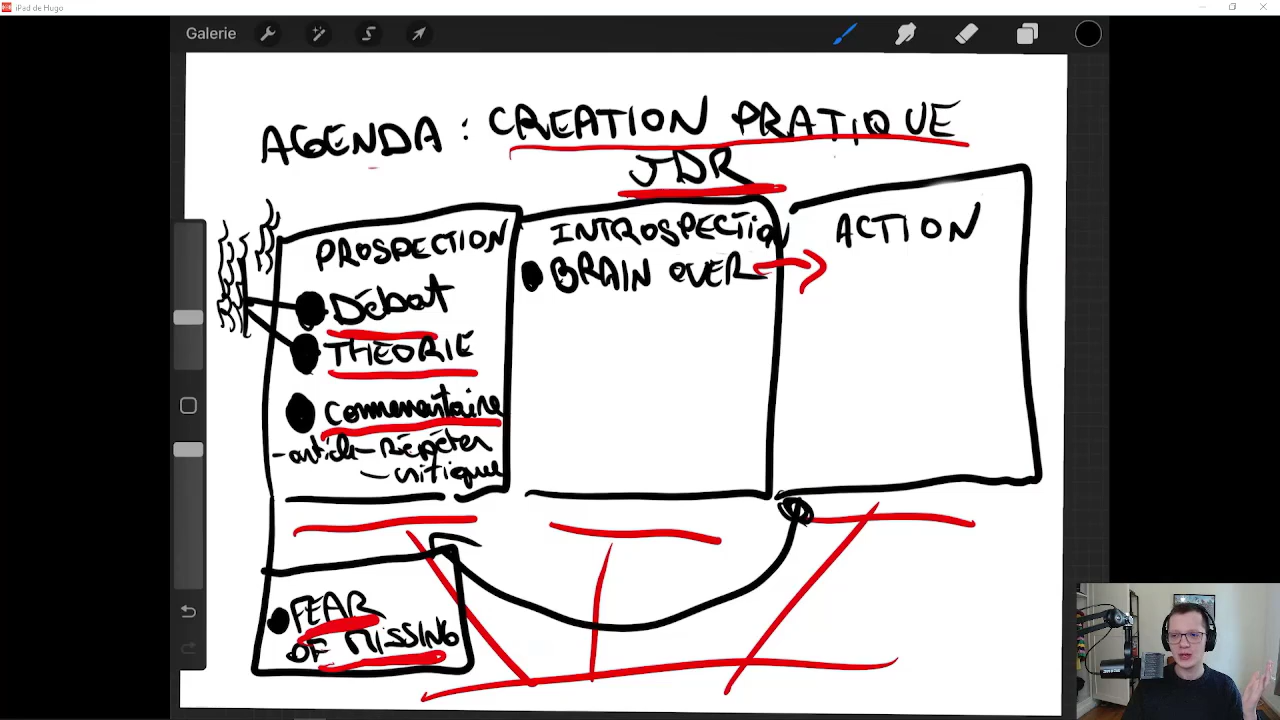 iPad de Hugo
Galerie
AGENDA : CREATION PRATIQUE
JDR
PROSPECTION
Débat
THEORIE
Commentaire
-article-Répéter
-critique
INTROSPECTION
BRAIN OVER
ACTION
FEAR
OF MISSING